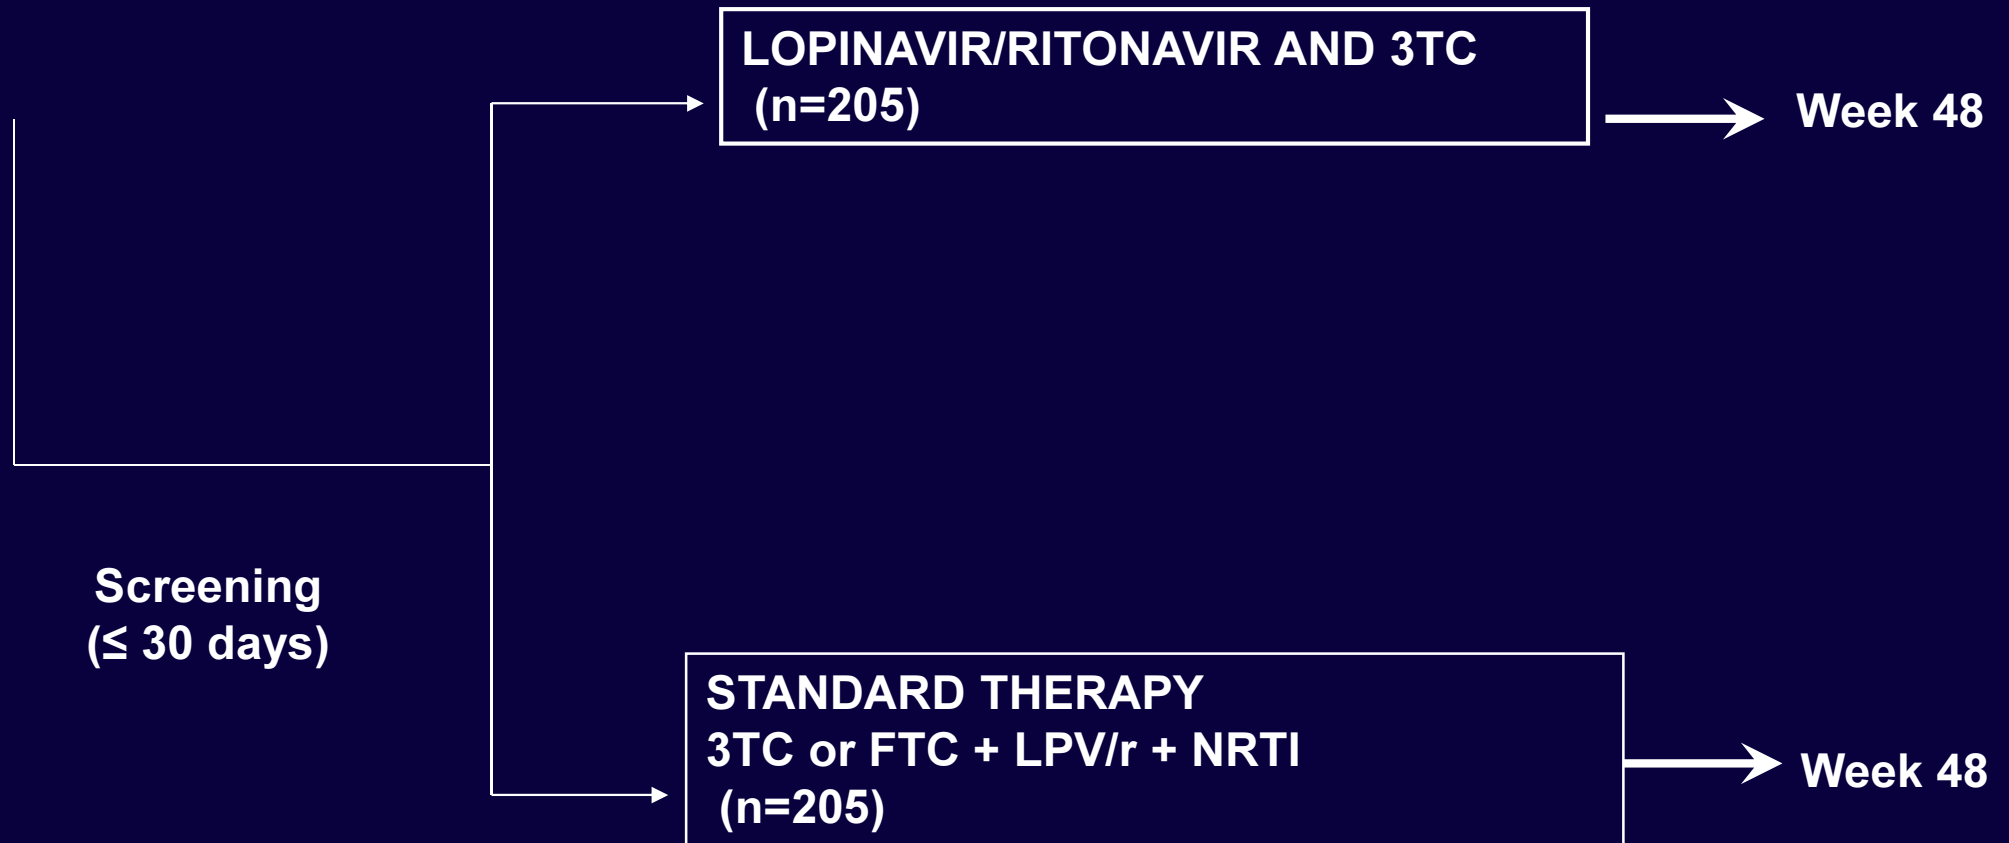 LOPINAVIR/RITONAVIR AND 3TC
(n=205)
Week 48
Screening
(≤ 30 days)
STANDARD THERAPY
3TC or FTC + LPV/r + NRTI
(n=205)
Week 48